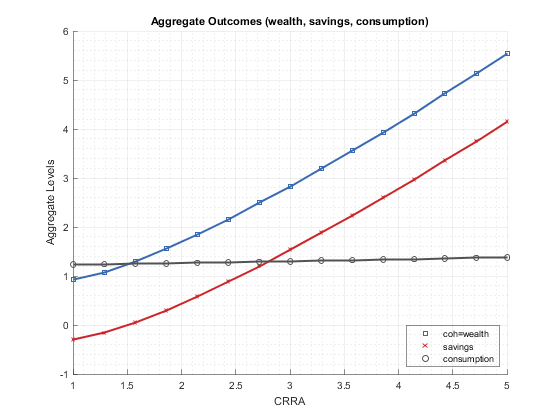 Aggregate Outcomes (wealth, savings, consumption)
6
5
4
3
2
1
0
-1
Aggregate Levels
1
1.5
2
2.5
3
3.5
4
4.5
5
CRRA
coh=wealth
savings
consumption